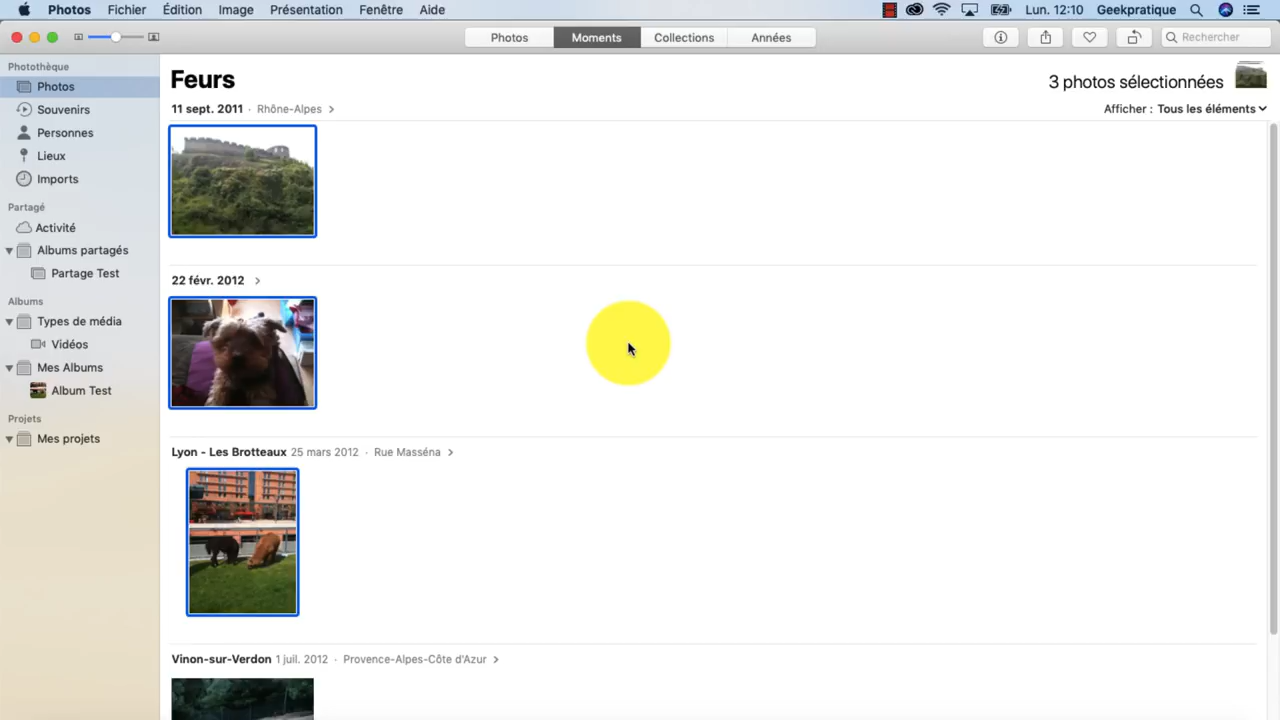 Photos Fichier Édition Image Présentation Fenêtre Aide Lun. 12:10 Geekpratique
Photos Moments Collections Années Rechercher
Photothèque
Photos
Souvenirs
Personnes
Lieux
Imports
Partagé
Activité
Albums partagés
Partage Test
Albums
Types de média
Vidéos
Mes Albums
Album Test
Projets
Mes projets
Feurs
3 photos sélectionnées
11 sept. 2011 · Rhône-Alpes >
Afficher : Tous les éléments
22 févr. 2012 >
Lyon - Les Brotteaux 25 mars 2012 · Rue Masséna >
Vinon-sur-Verdon 1 juil. 2012 · Provence-Alpes-Côte d'Azur >